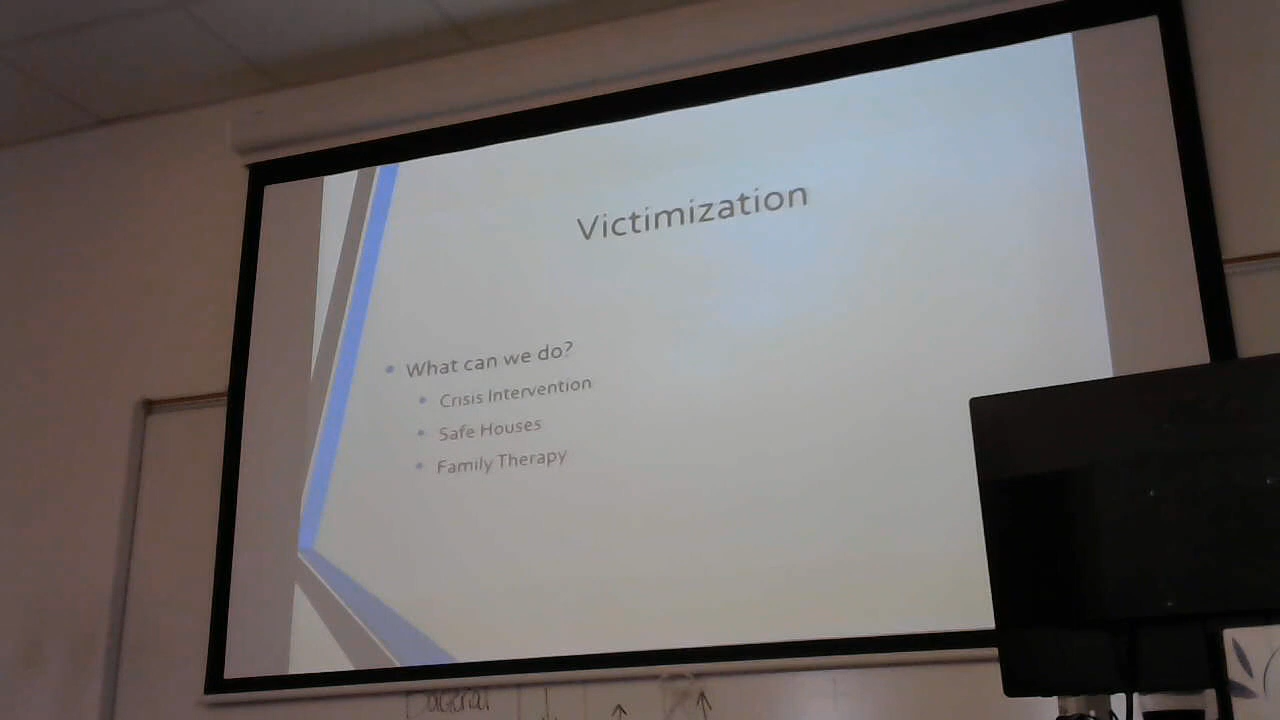 Victimization
What can we do?
Crisis Intervention
Safe Houses
Family Therapy